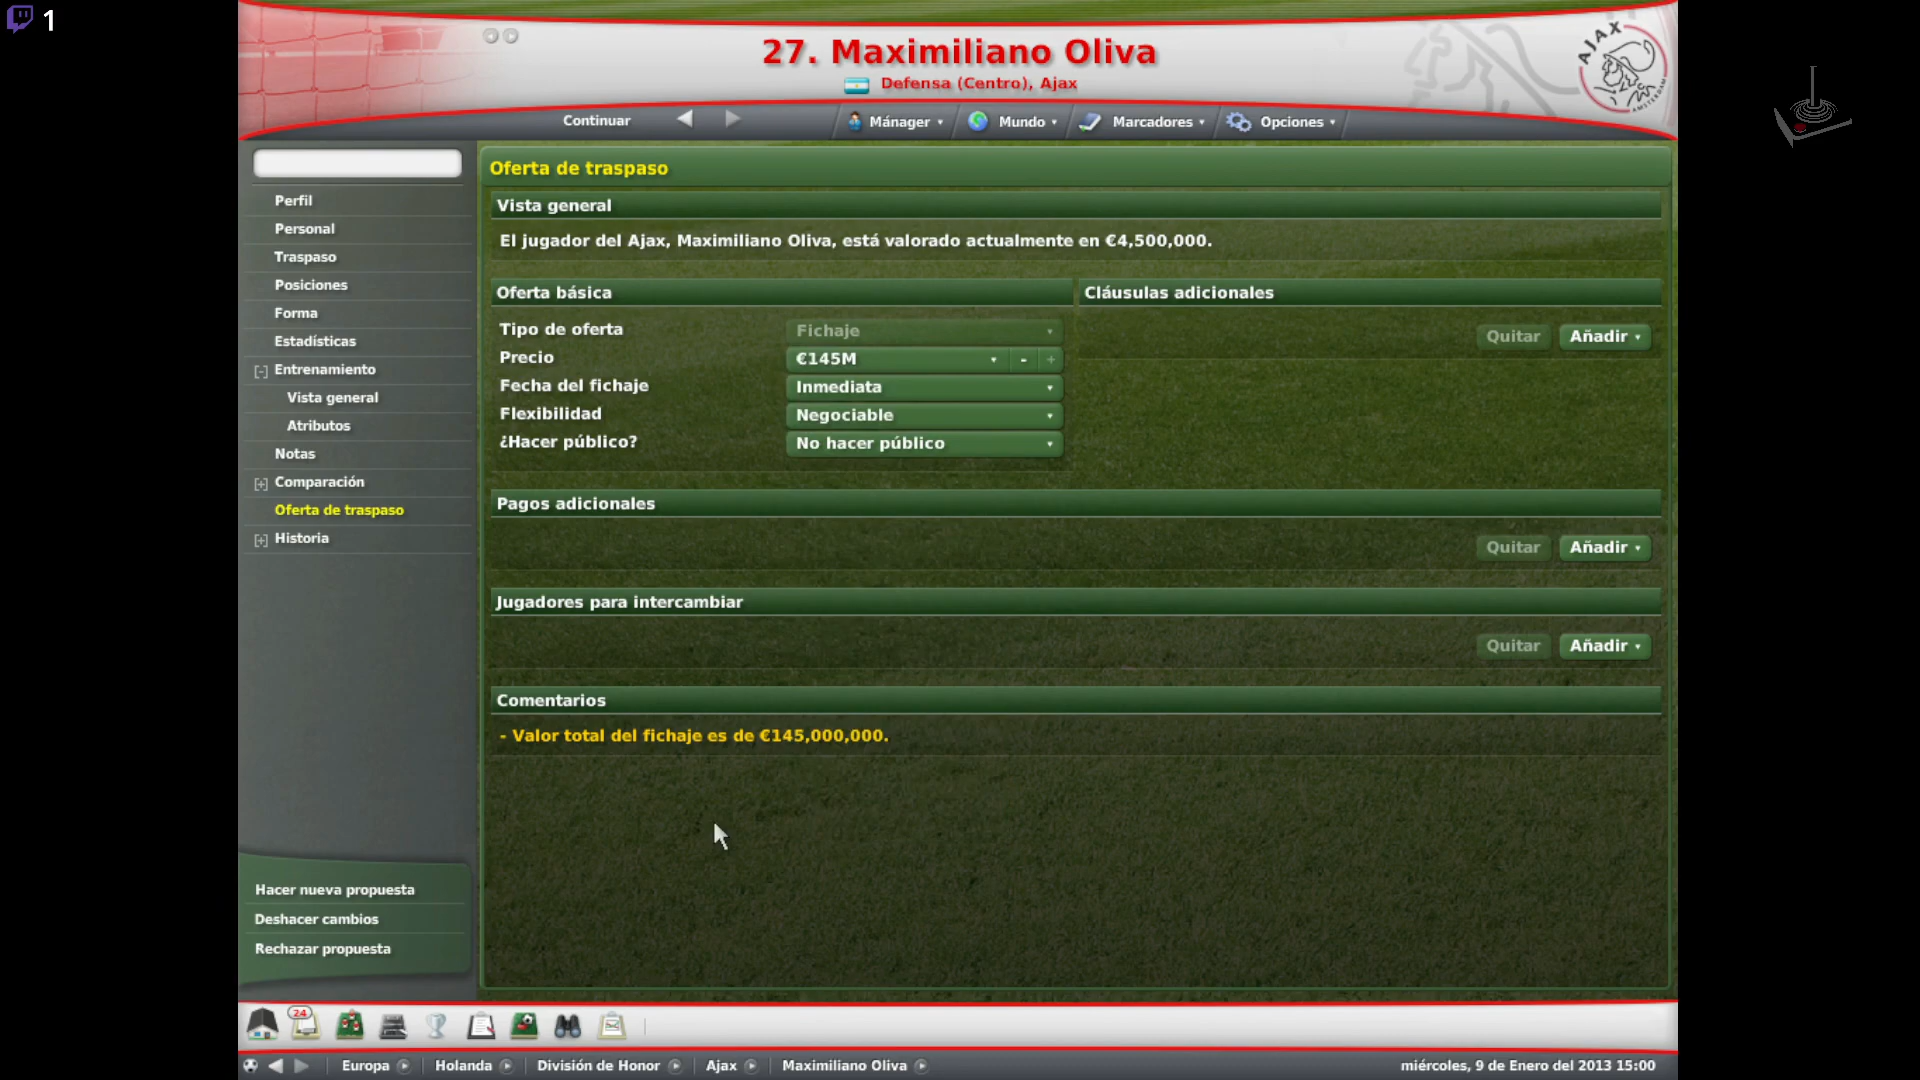 1
27. Maximiliano Oliva
Defensa (Centro), Ajax
AJAX
AMSTERDAM
Continuar
Mánager
Mundo
Marcadores
Opciones
Perfil
Personal
Traspaso
Posiciones
Forma
Estadísticas
[-] Entrenamiento
Vista general
Atributos
Notas
[+] Comparación
Oferta de traspaso
[+] Historia
Oferta de traspaso
Vista general
El jugador del Ajax, Maximiliano Oliva, está valorado actualmente en €4,500,000.
Oferta básica
Tipo de oferta Fichaje
Precio €145M - +
Fecha del fichaje Inmediata
Flexibilidad Negociable
¿Hacer público? No hacer público
Cláusulas adicionales
Quitar Añadir
Pagos adicionales
Quitar Añadir
Jugadores para intercambiar
Quitar Añadir
Comentarios
- Valor total del fichaje es de €145,000,000.
Hacer nueva propuesta
Deshacer cambios
Rechazar propuesta
24
Europa
Holanda
División de Honor
Ajax
Maximiliano Oliva
miércoles, 9 de Enero del 2013 15:00